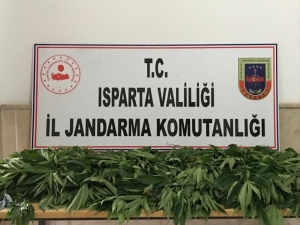 T.C.
ISPARTA VALİLİĞİ
İL JANDARMA KOMUTANLIĞI